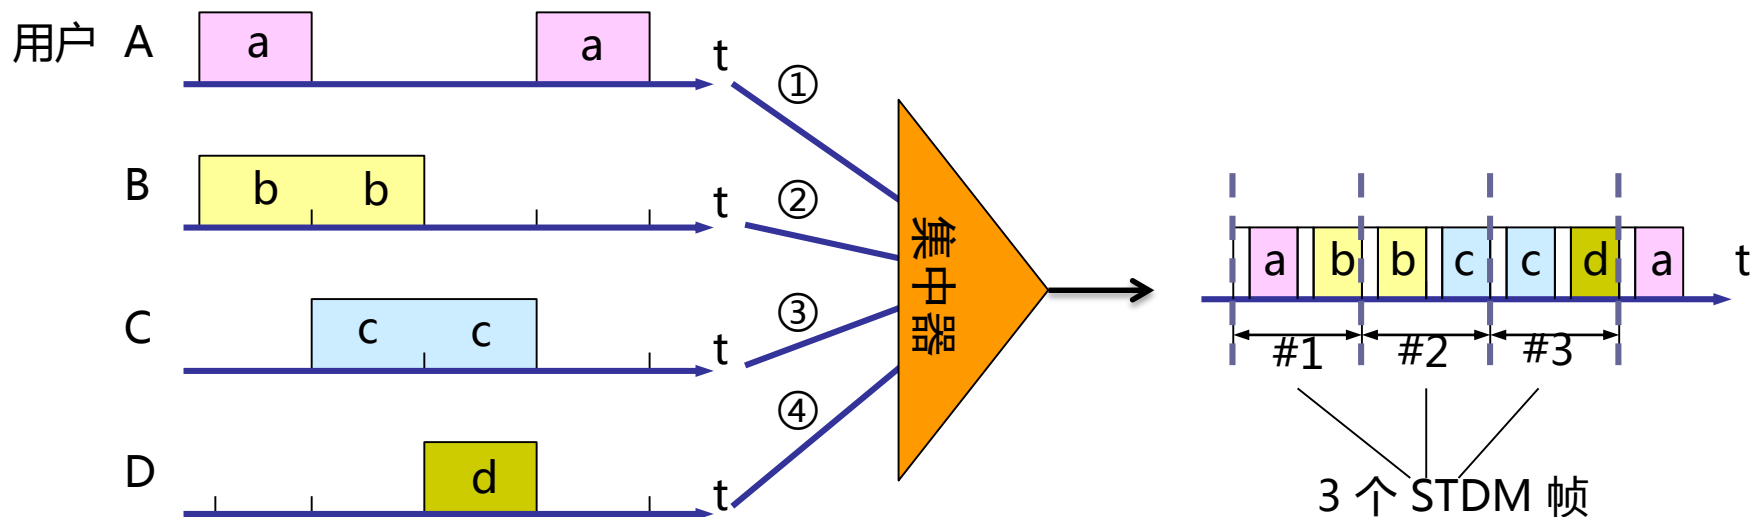 用户 A a a t
①
B b b t
②
集中器
a b b c c d a t
C c c t
③
#1 #2 #3
④
D d t
3 个 STDM 帧